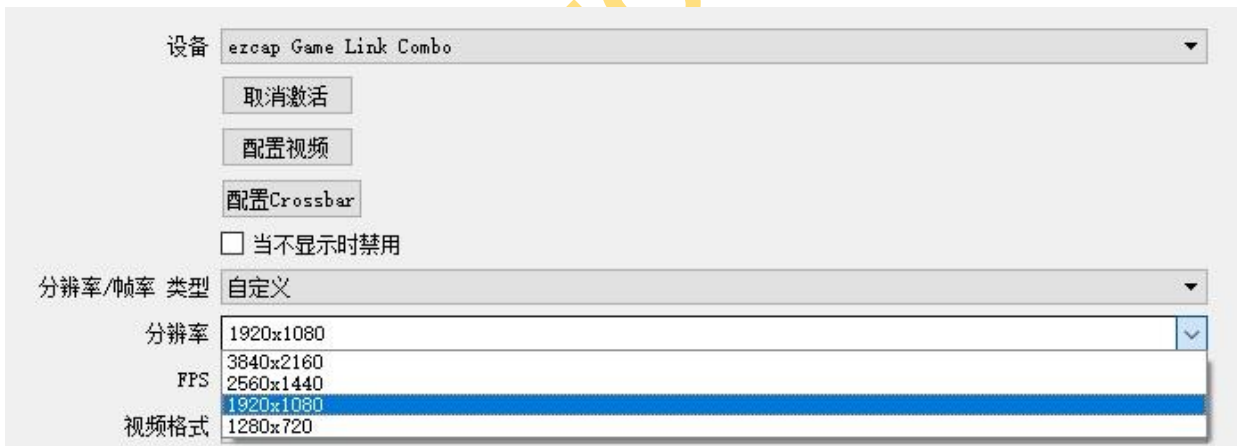 设备 ezcap Game Link Combo
取消激活
配置视频
配置Crossbar
当不显示时禁用
分辨率/帧率 类型 自定义
分辨率 1920x1080
3840x2160
FPS 2560x1440
1920x1080
视频格式 1280x720